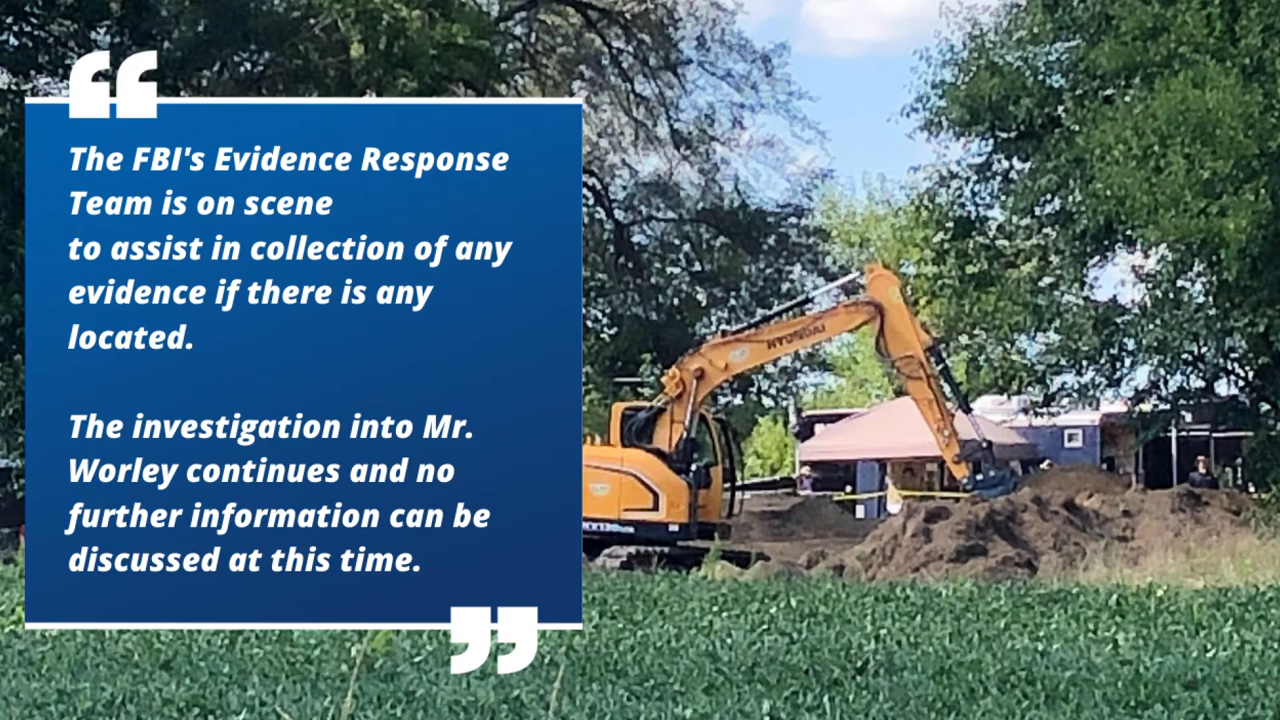 “
The FBI's Evidence Response
Team is on scene
to assist in collection of any
evidence if there is any
located.
The investigation into Mr.
Worley continues and no
further information can be
discussed at this time.
”
HYUNDAI